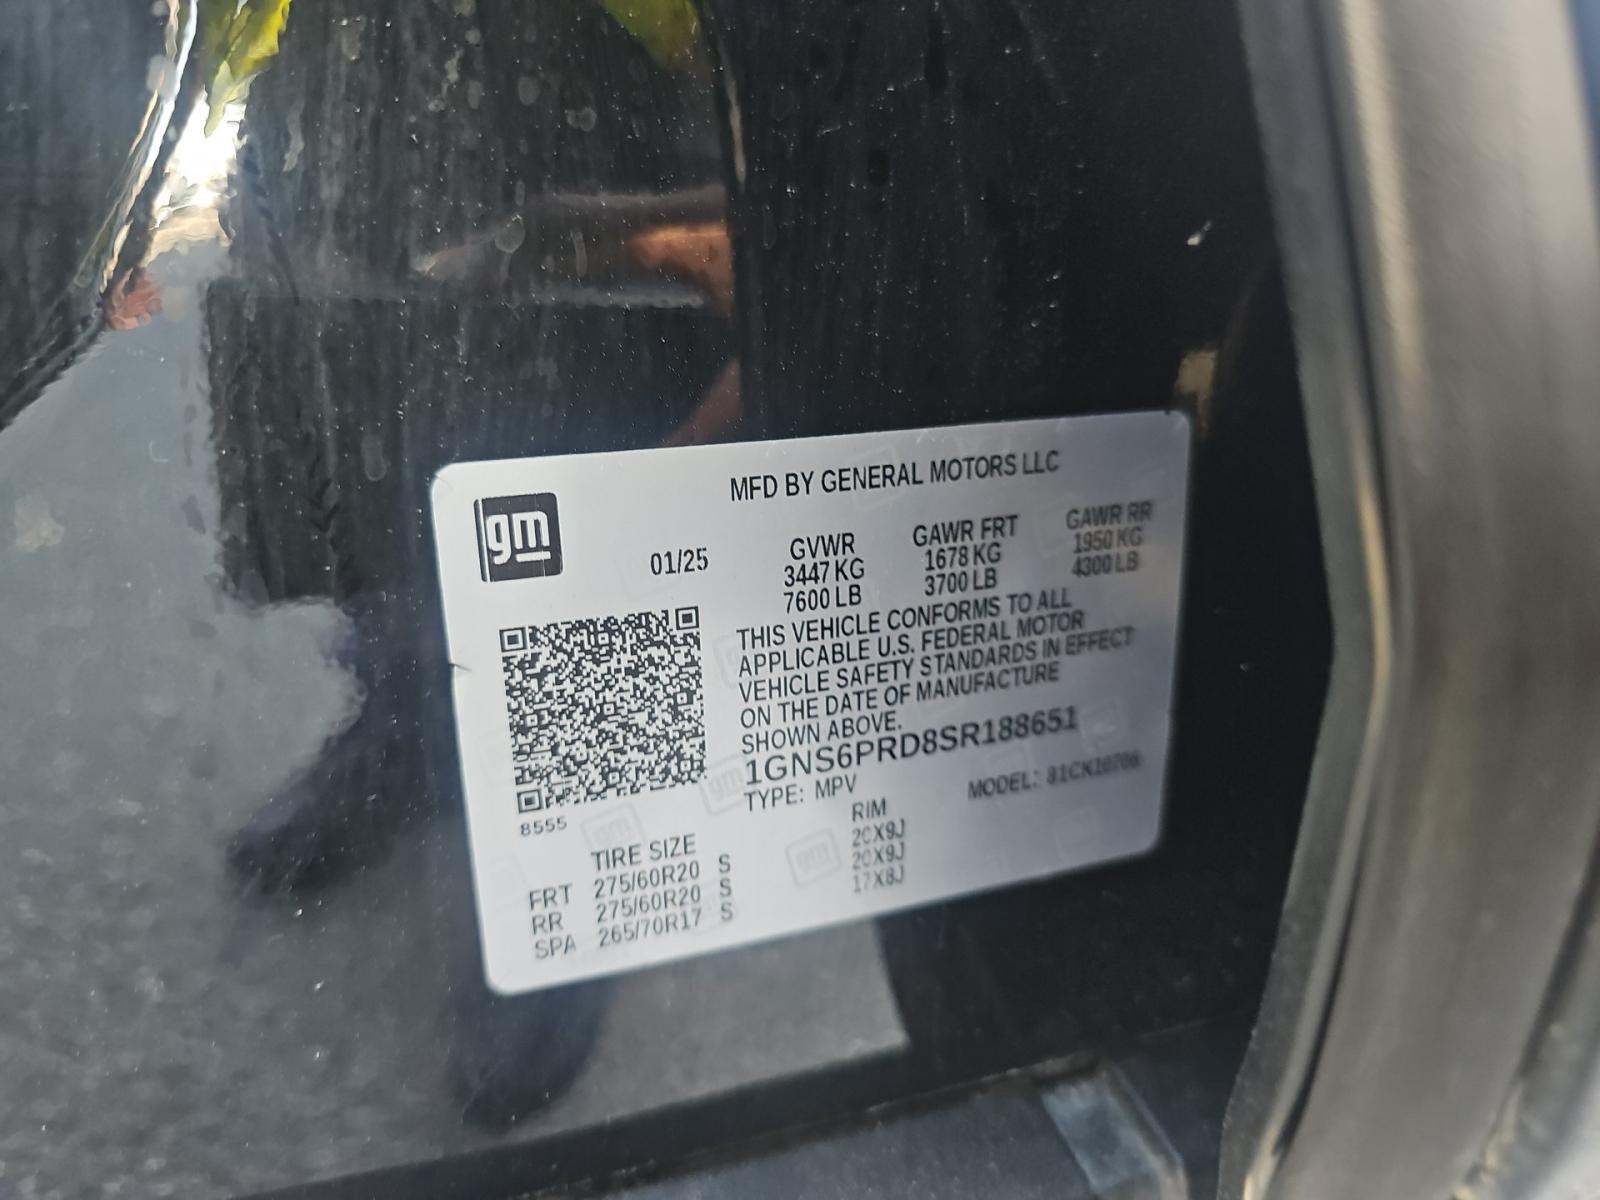 gm
MFD BY GENERAL MOTORS LLC
01/25
GVWR GAWR FRT GAWR RR
3447 KG 1678 KG 1950 KG
7600 LB 3700 LB 4300 LB
THIS VEHICLE CONFORMS TO ALL
APPLICABLE U.S. FEDERAL MOTOR
VEHICLE SAFETY STANDARDS IN EFFECT
ON THE DATE OF MANUFACTURE
SHOWN ABOVE.
1GNS6PRD8SR188651
TYPE: MPV MODEL:
8555
TIRE SIZE RIM
FRT 275/60R20 S 20X9J
RR 275/60R20 S 20X9J
SPA 265/70R17 S 17X8J